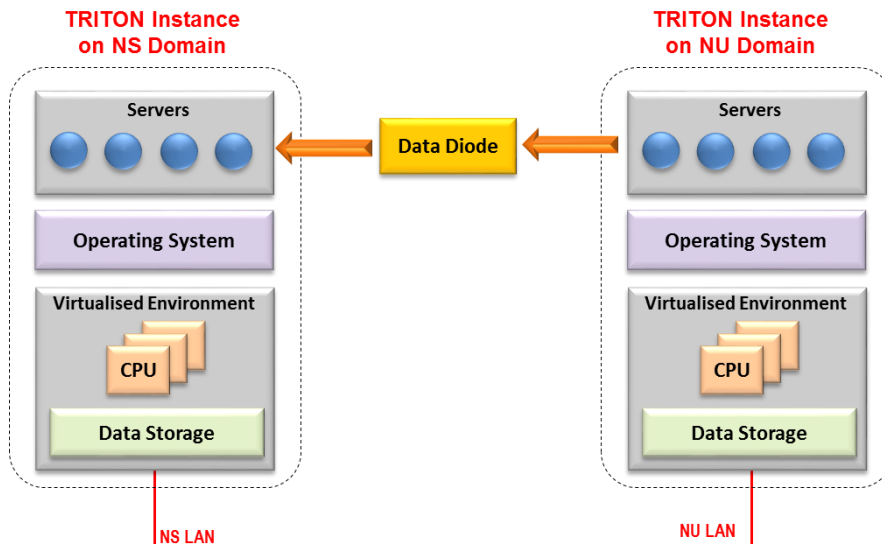 TRITON Instance
on NS Domain
Servers
Operating System
Virtualised Environment
CPU
Data Storage
NS LAN
Data Diode
TRITON Instance
on NU Domain
Servers
Operating System
Virtualised Environment
CPU
Data Storage
NU LAN